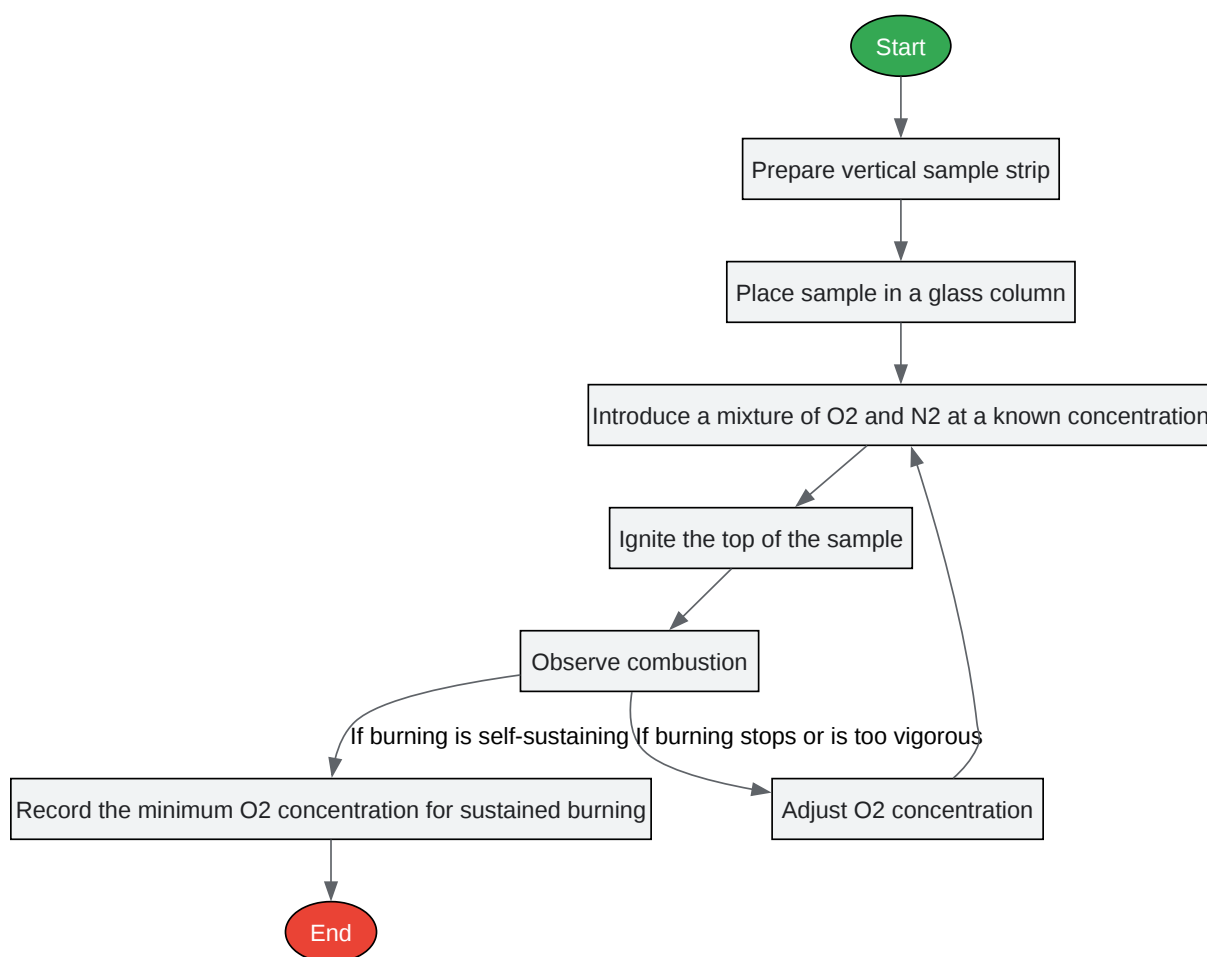 Start
Prepare vertical sample strip
Place sample in a glass column
Introduce a mixture of O2 and N2 at a known concentration
Ignite the top of the sample
Observe combustion
If burning is self-sustaining
If burning stops or is too vigorous
Record the minimum O2 concentration for sustained burning
Adjust O2 concentration
End